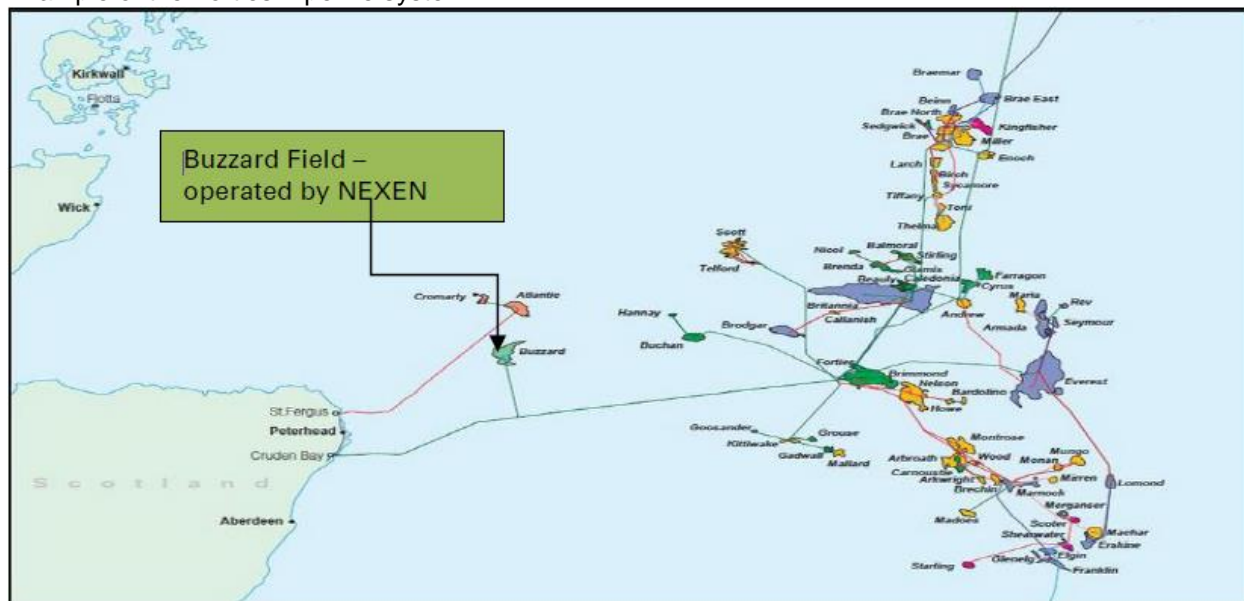 Kirkwall
Flotta
Wick
Buzzard Field –
operated by NEXEN
Braemar
Beinn
Brae East
Brae North
Sedgwick
Kingfisher
Brae
Miller
Enoch
Larch
Birch
Sycamore
Tiffany
Toni
Thelma
Scott
Telford
Nicol
Balmoral
Stirling
Brenda
Glamis
Beauly
Caledonia
Farragon
Cyrus
Cromarty
Atlantic
Hannay
Britannia
Callanish
Andrew
Maria
Rev
Armada
Seymour
Brodgar
Buchan
Buzzard
Forties
Brimmond
Nelson
Bardolino
Everest
Howe
St.Fergus
Peterhead
Cruden Bay
Goosander
Grouse
Kittiwake
Gadwall
Mallard
Montrose
Arbroath
Wood
Mungo
Carnoustie
Monan
Arkwright
Mirren
Brechin
Marnock
Lomond
Scotland
Aberdeen
Madoes
Merganser
Scoter
Shearwater
Machar
Erskine
Elgin
Glenelg
Starling
Franklin